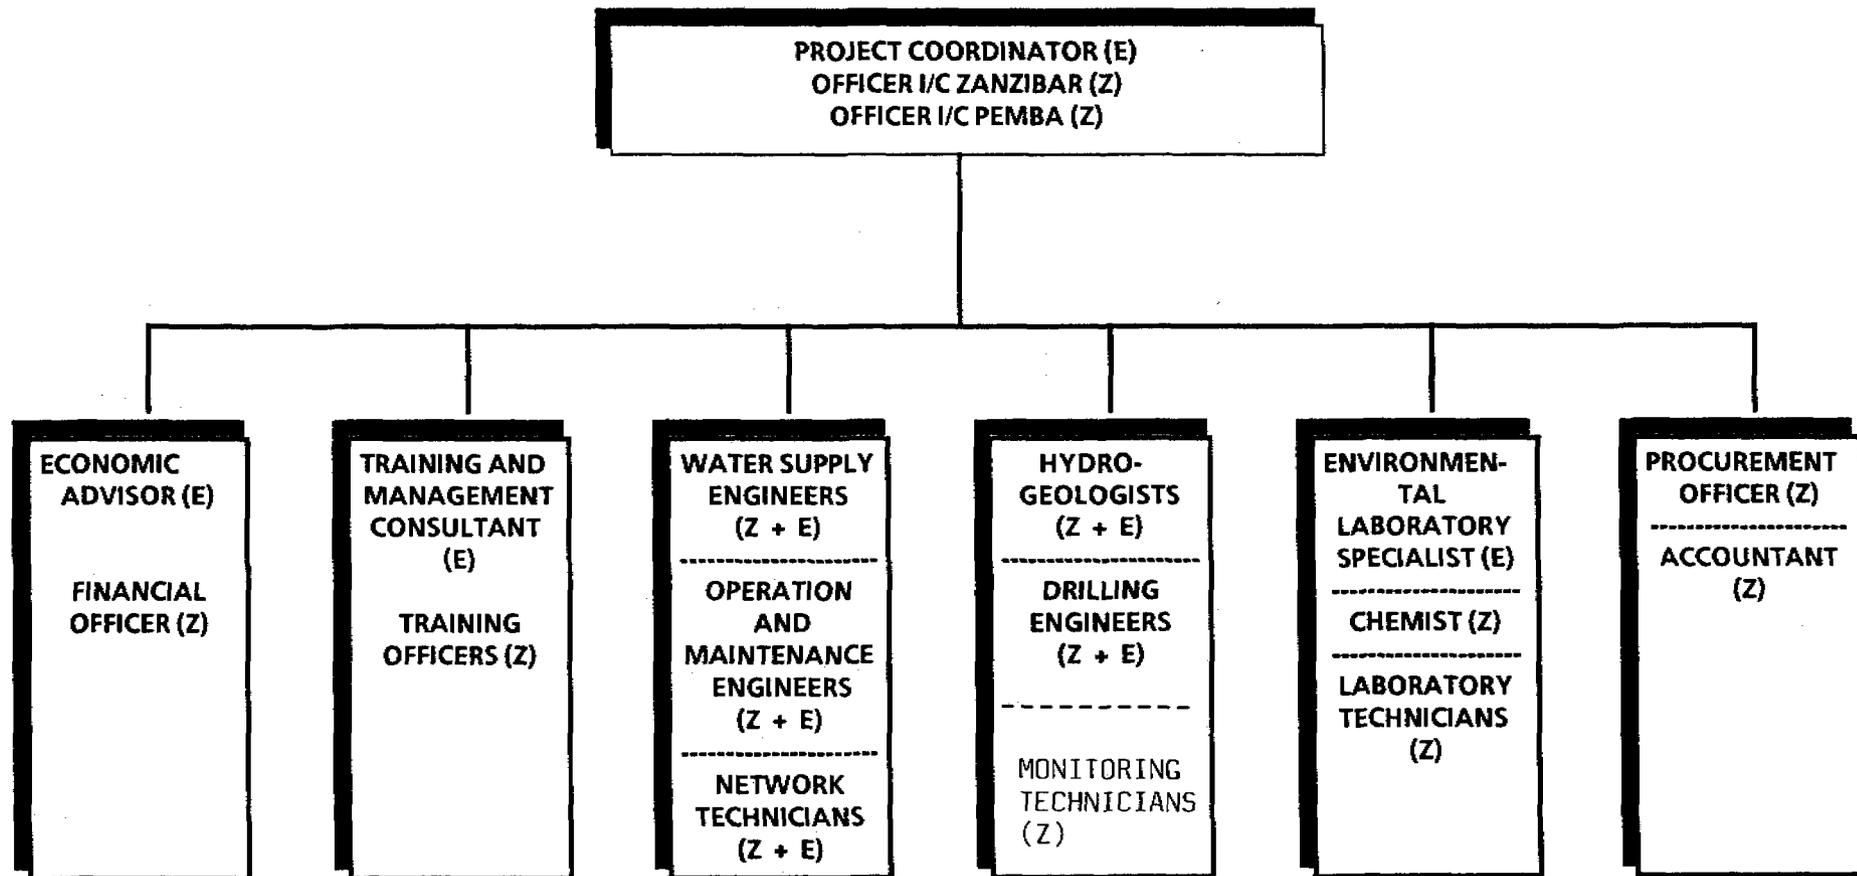 PROJECT COORDINATOR (E)
OFFICER I/C ZANZIBAR (Z)
OFFICER I/C PEMBA (Z)
ECONOMIC
ADVISOR (E)
FINANCIAL
OFFICER (Z)
TRAINING AND
MANAGEMENT
CONSULTANT
(E)
TRAINING
OFFICERS (Z)
WATER SUPPLY
ENGINEERS
(Z + E)
OPERATION
AND
MAINTENANCE
ENGINEERS
(Z + E)
NETWORK
TECHNICIANS
(Z + E)
HYDRO-
GEOLOGISTS
(Z + E)
DRILLING
ENGINEERS
(Z + E)
MONITORING
TECHNICIANS
(Z)
ENVIRONMEN-
TAL
LABORATORY
SPECIALIST (E)
CHEMIST (Z)
LABORATORY
TECHNICIANS
(Z)
PROCUREMENT
OFFICER (Z)
ACCOUNTANT
(Z)